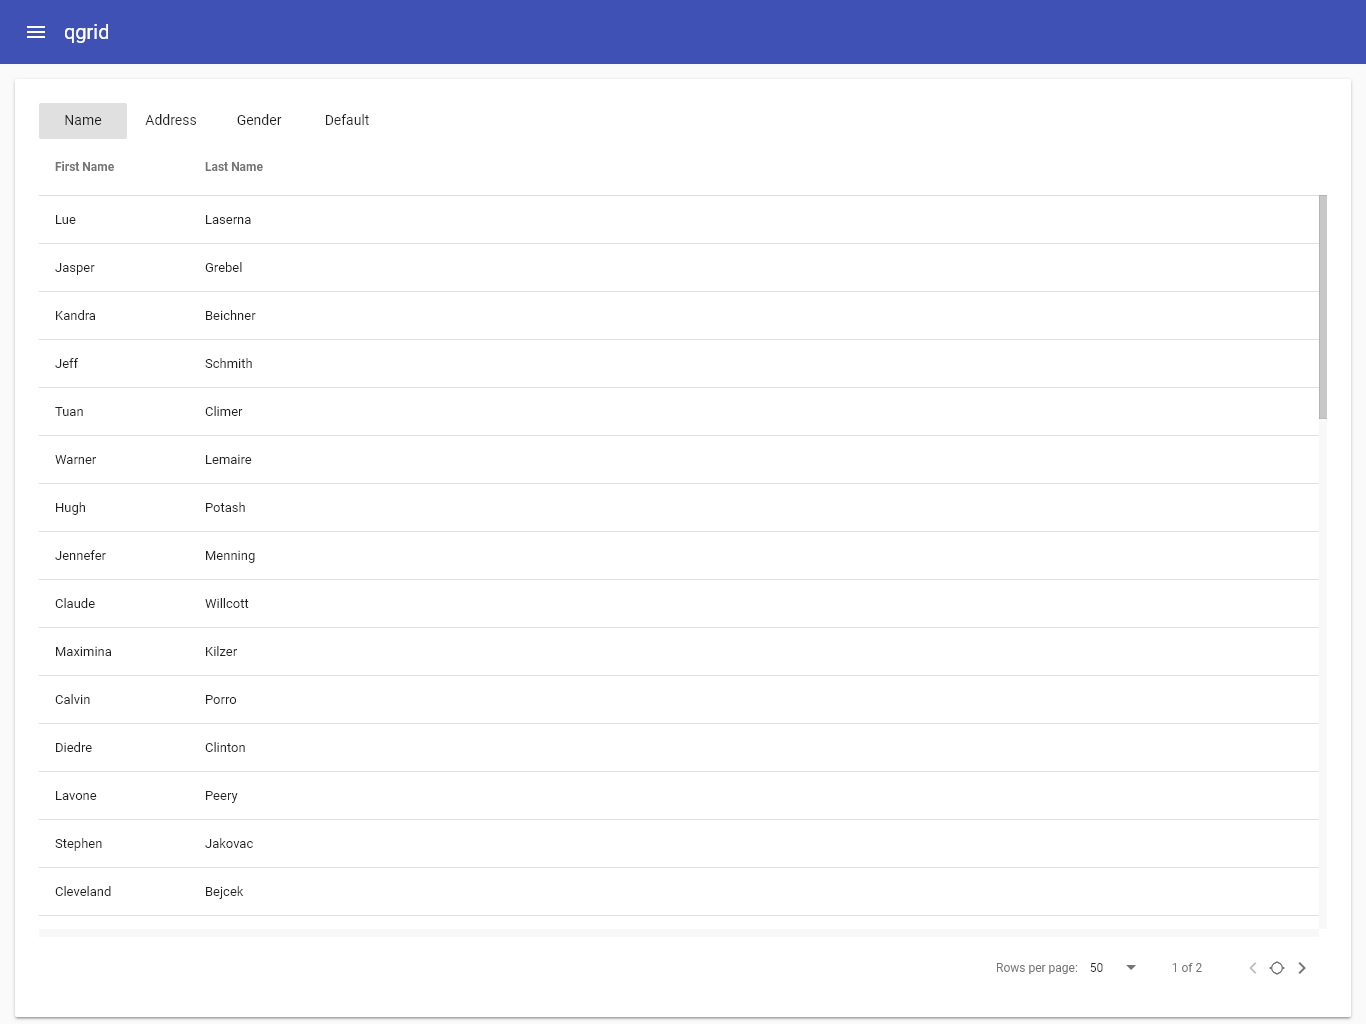 qgrid
Name Address Gender Default
First Name Last Name
Lue Laserna
Jasper Grebel
Kandra Beichner
Jeff Schmith
Tuan Climer
Warner Lemaire
Hugh Potash
Jennefer Menning
Claude Willcott
Maximina Kilzer
Calvin Porro
Diedre Clinton
Lavone Peery
Stephen Jakovac
Cleveland Bejcek
Rows per page: 50 1 of 2